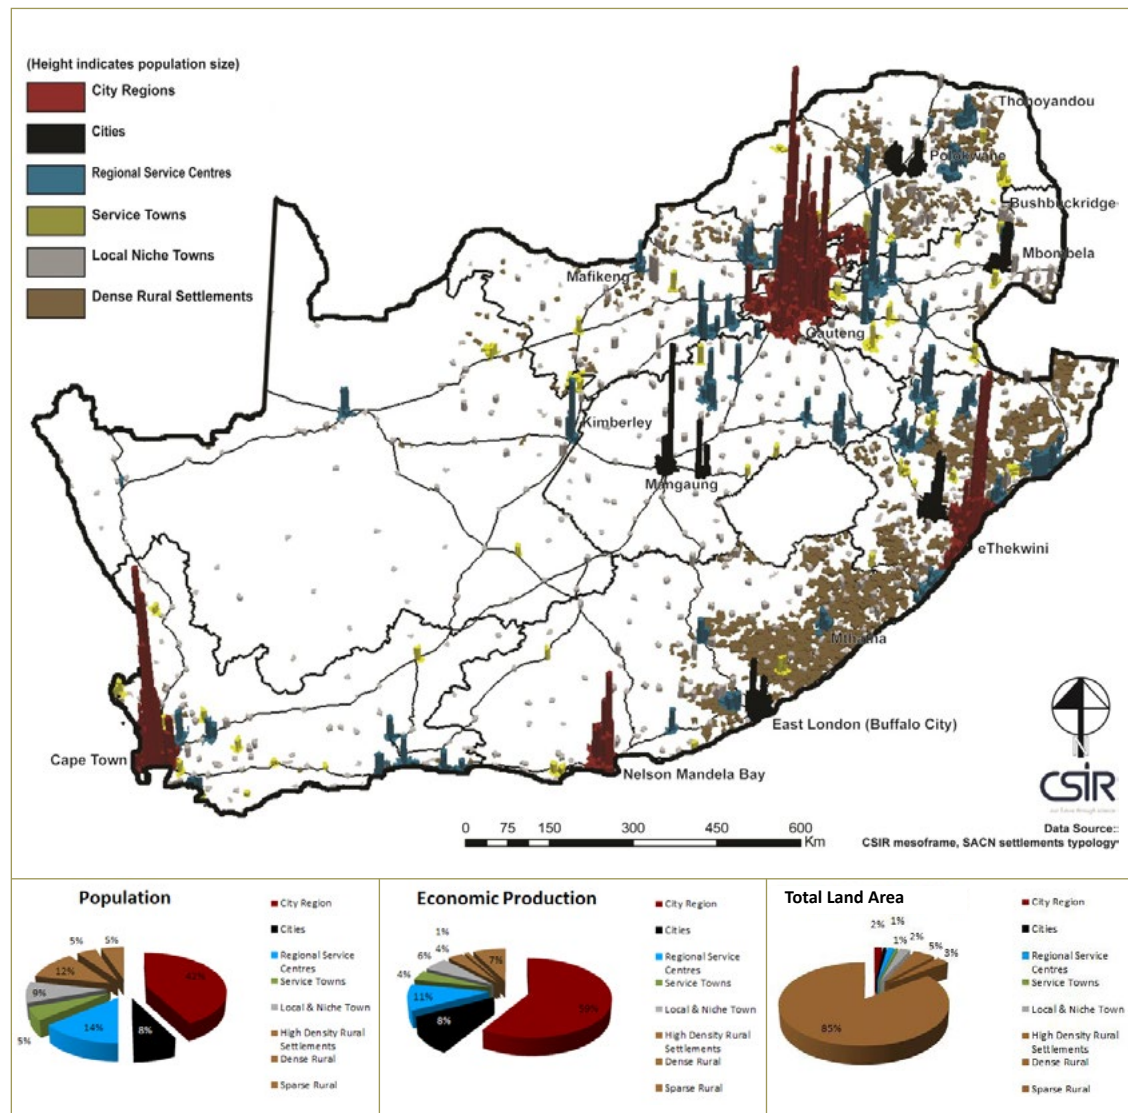 (Height indicates population size)
City Regions
Cities
Regional Service Centres
Service Towns
Local Niche Towns
Dense Rural Settlements
Thohoyandou
Polokwane
Bushbuckridge
Mbombela
Mafikeng
Gauteng
Kimberley
Mangaung
eThekwini
Mthatha
East London (Buffalo City)
Cape Town
Nelson Mandela Bay
N
CSIR
0 75 150 300 450 600
Km
Data Source::
CSIR mesoframe, SACN settlements typology
Population
5%
5%
12%
9%
5%
14%
8%
42%
City Region
Cities
Regional Service
Centres
Service Towns
Local & Niche Town
High Density Rural
Settlements
Dense Rural
Sparse Rural
Economic Production
1%
4%
6%
4%
11%
8%
7%
59%
City Region
Cities
Regional Service
Centres
Service Towns
Local & Niche Town
High Density Rural
Settlements
Dense Rural
Sparse Rural
Total Land Area
2%
1%
1%
2%
5%
3%
85%
City Region
Cities
Regional Service
Centres
Service Towns
Local & Niche Town
High Density Rural
Settlements
Dense Rural
Sparse Rural